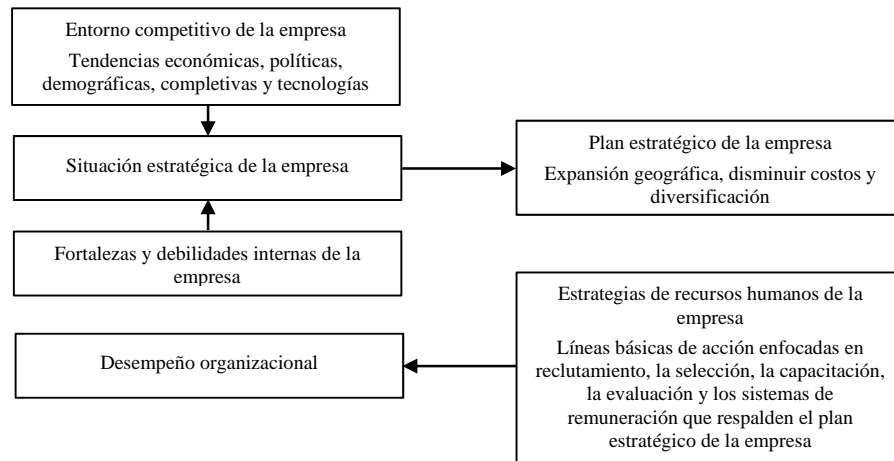 Entorno competitivo de la empresa
Tendencias económicas, políticas,
demográficas, completivas y tecnologías
Situación estratégica de la empresa
Fortalezas y debilidades internas de la
empresa
Plan estratégico de la empresa
Expansión geográfica, disminuir costos y
diversificación
Estrategias de recursos humanos de la
empresa
Líneas básicas de acción enfocadas en
reclutamiento, la selección, la capacitación,
la evaluación y los sistemas de
remuneración que respalden el plan
estratégico de la empresa
Desempeño organizacional